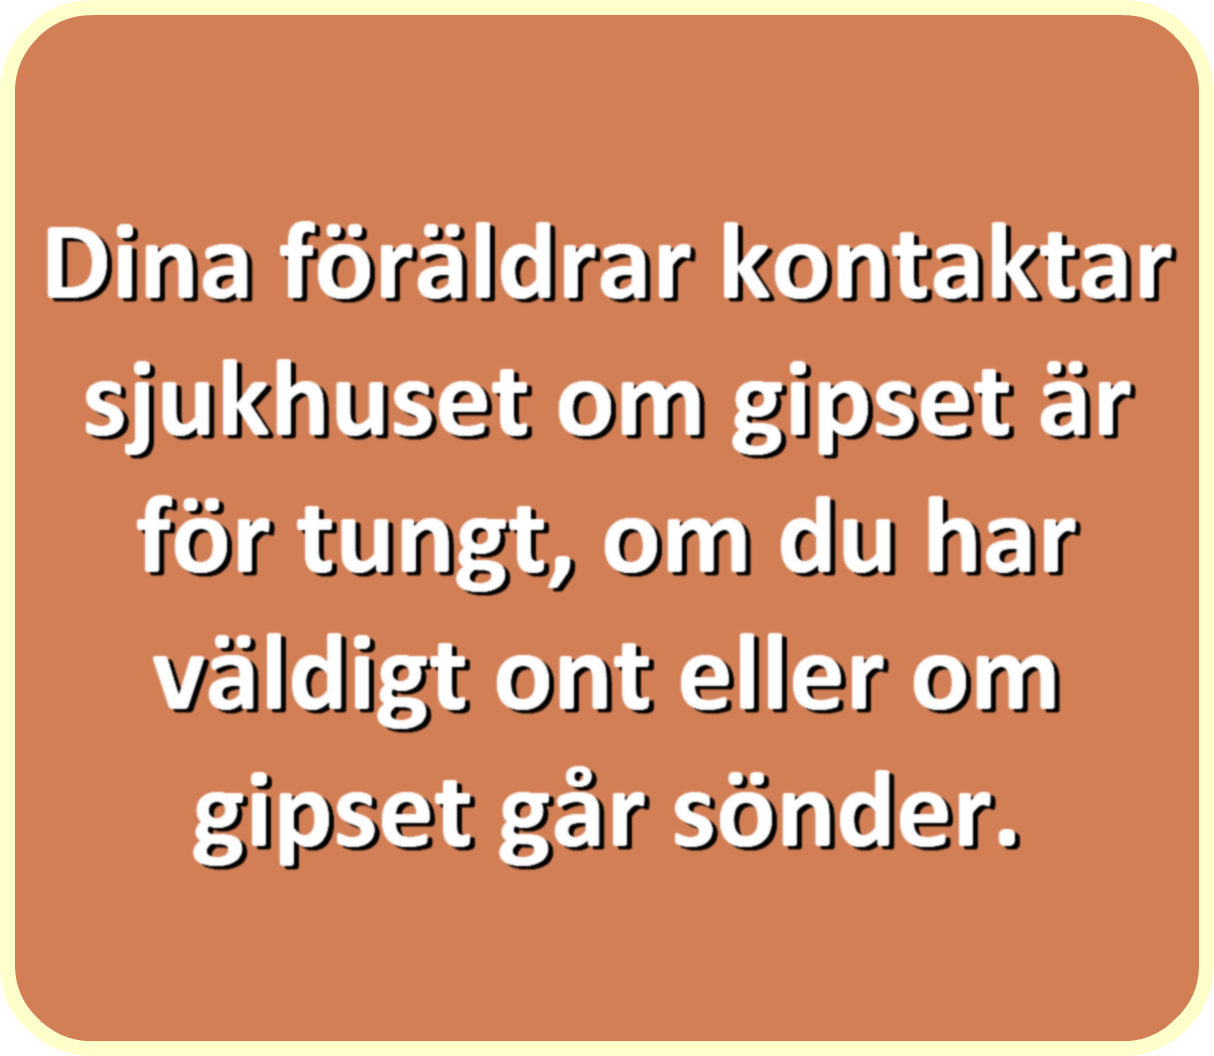 Dina föräldrar kontaktar
sjukhuset om gipset är
för tungt, om du har
väldigt ont eller om
gipset går sönder.